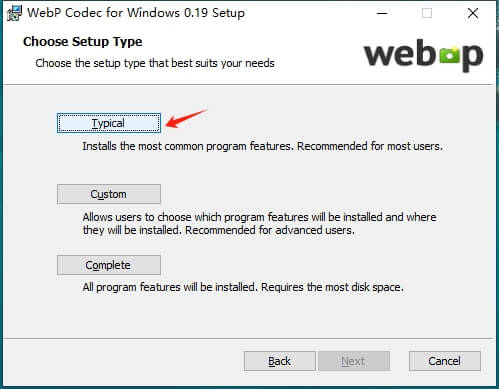 WebP Codec for Windows 0.19 Setup
Choose Setup Type
Choose the setup type that best suits your needs
webp
Typical
Installs the most common program features. Recommended for most users.
Custom
Allows users to choose which program features will be installed and where
they will be installed. Recommended for advanced users.
Complete
All program features will be installed. Requires the most disk space.
Back
Next
Cancel